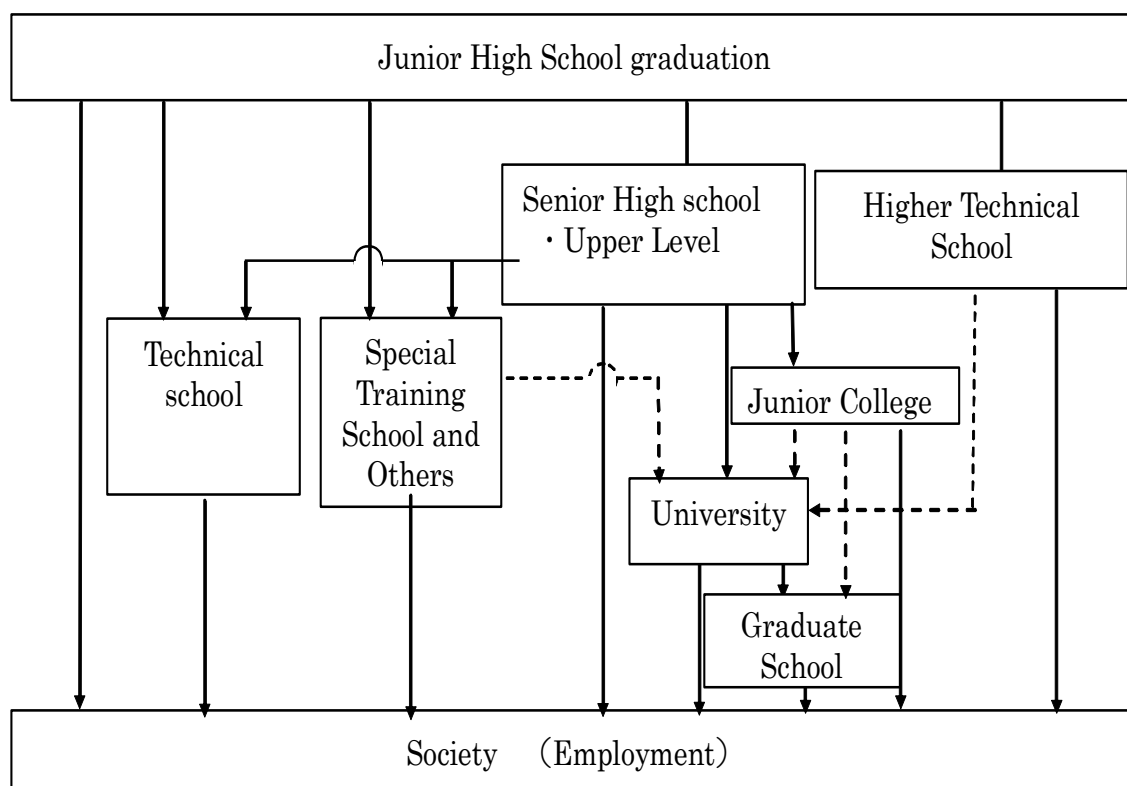 Junior High School graduation
Senior High school
・Upper Level
Higher Technical
School
Technical
school
Special
Training
School and
Others
Junior College
University
Graduate
School
Society （Employment）